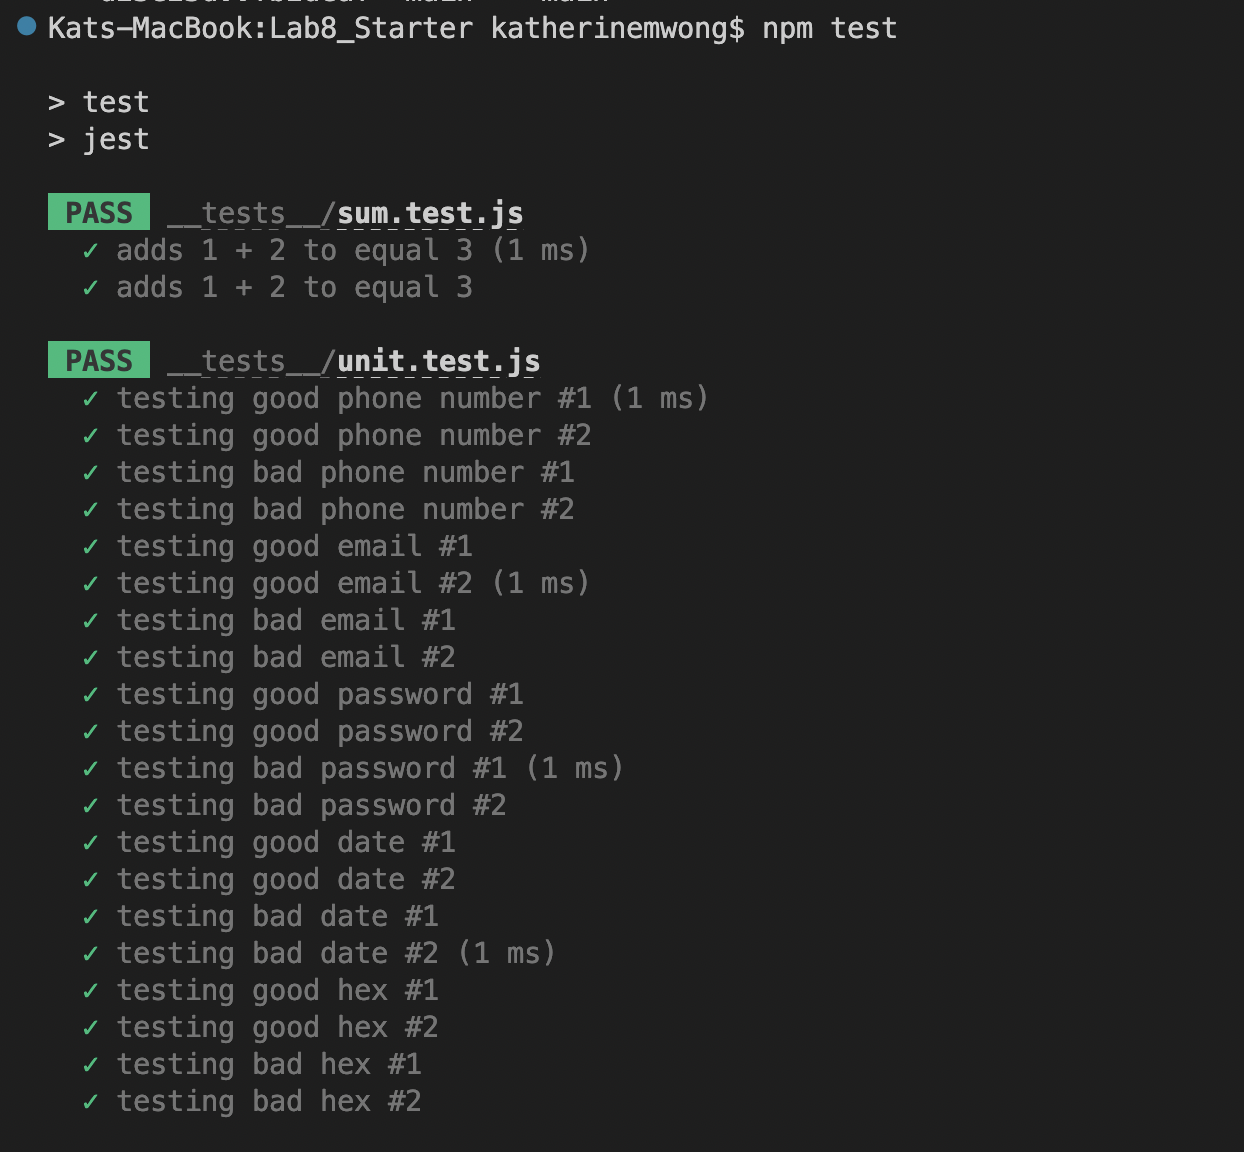 Kats-MacBook:Lab8_Starter katherinemwong$ npm test
> test
> jest
PASS __tests__/sum.test.js
✓ adds 1 + 2 to equal 3 (1 ms)
✓ adds 1 + 2 to equal 3
PASS __tests__/unit.test.js
✓ testing good phone number #1 (1 ms)
✓ testing good phone number #2
✓ testing bad phone number #1
✓ testing bad phone number #2
✓ testing good email #1
✓ testing good email #2 (1 ms)
✓ testing bad email #1
✓ testing bad email #2
✓ testing good password #1
✓ testing good password #2
✓ testing bad password #1 (1 ms)
✓ testing bad password #2
✓ testing good date #1
✓ testing good date #2
✓ testing bad date #1
✓ testing bad date #2 (1 ms)
✓ testing good hex #1
✓ testing good hex #2
✓ testing bad hex #1
✓ testing bad hex #2